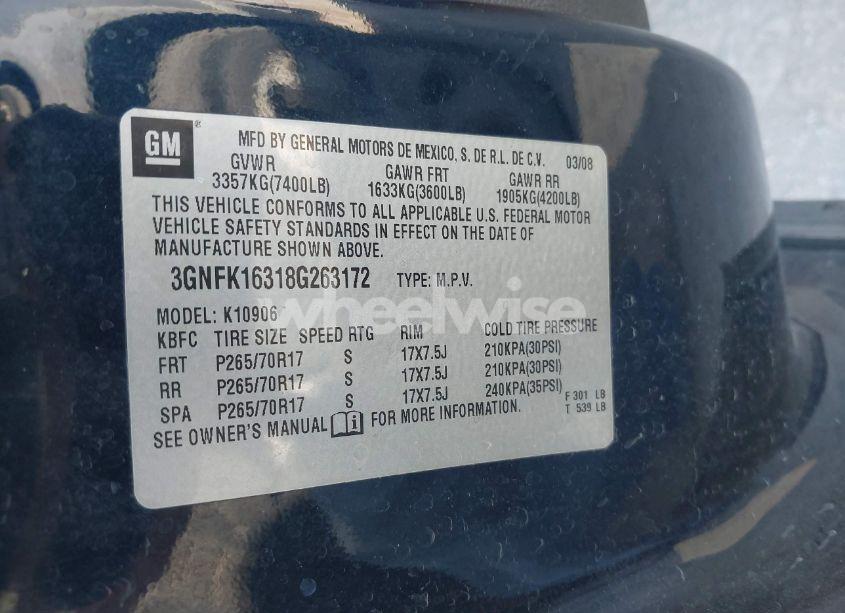 GM ®
MFD BY GENERAL MOTORS DE MEXICO, S. DE R.L. DE C.V. 03/08
GVWR GAWR FRT GAWR RR
3357KG(7400LB) 1633KG(3600LB) 1905KG(4200LB)
THIS VEHICLE CONFORMS TO ALL APPLICABLE U.S. FEDERAL MOTOR
VEHICLE SAFETY STANDARDS IN EFFECT ON THE DATE OF
MANUFACTURE SHOWN ABOVE.
3GNFK16318G263172 TYPE: M.P.V.
wheelwise
MODEL: K10906
KBFC TIRE SIZE SPEED RTG RIM COLD TIRE PRESSURE
FRT P265/70R17 S 17X7.5J 210KPA(30PSI)
RR P265/70R17 S 17X7.5J 210KPA(30PSI)
SPA P265/70R17 S 17X7.5J 240KPA(35PSI)
F 301 LB
T 539 LB
SEE OWNER'S MANUAL i FOR MORE INFORMATION.